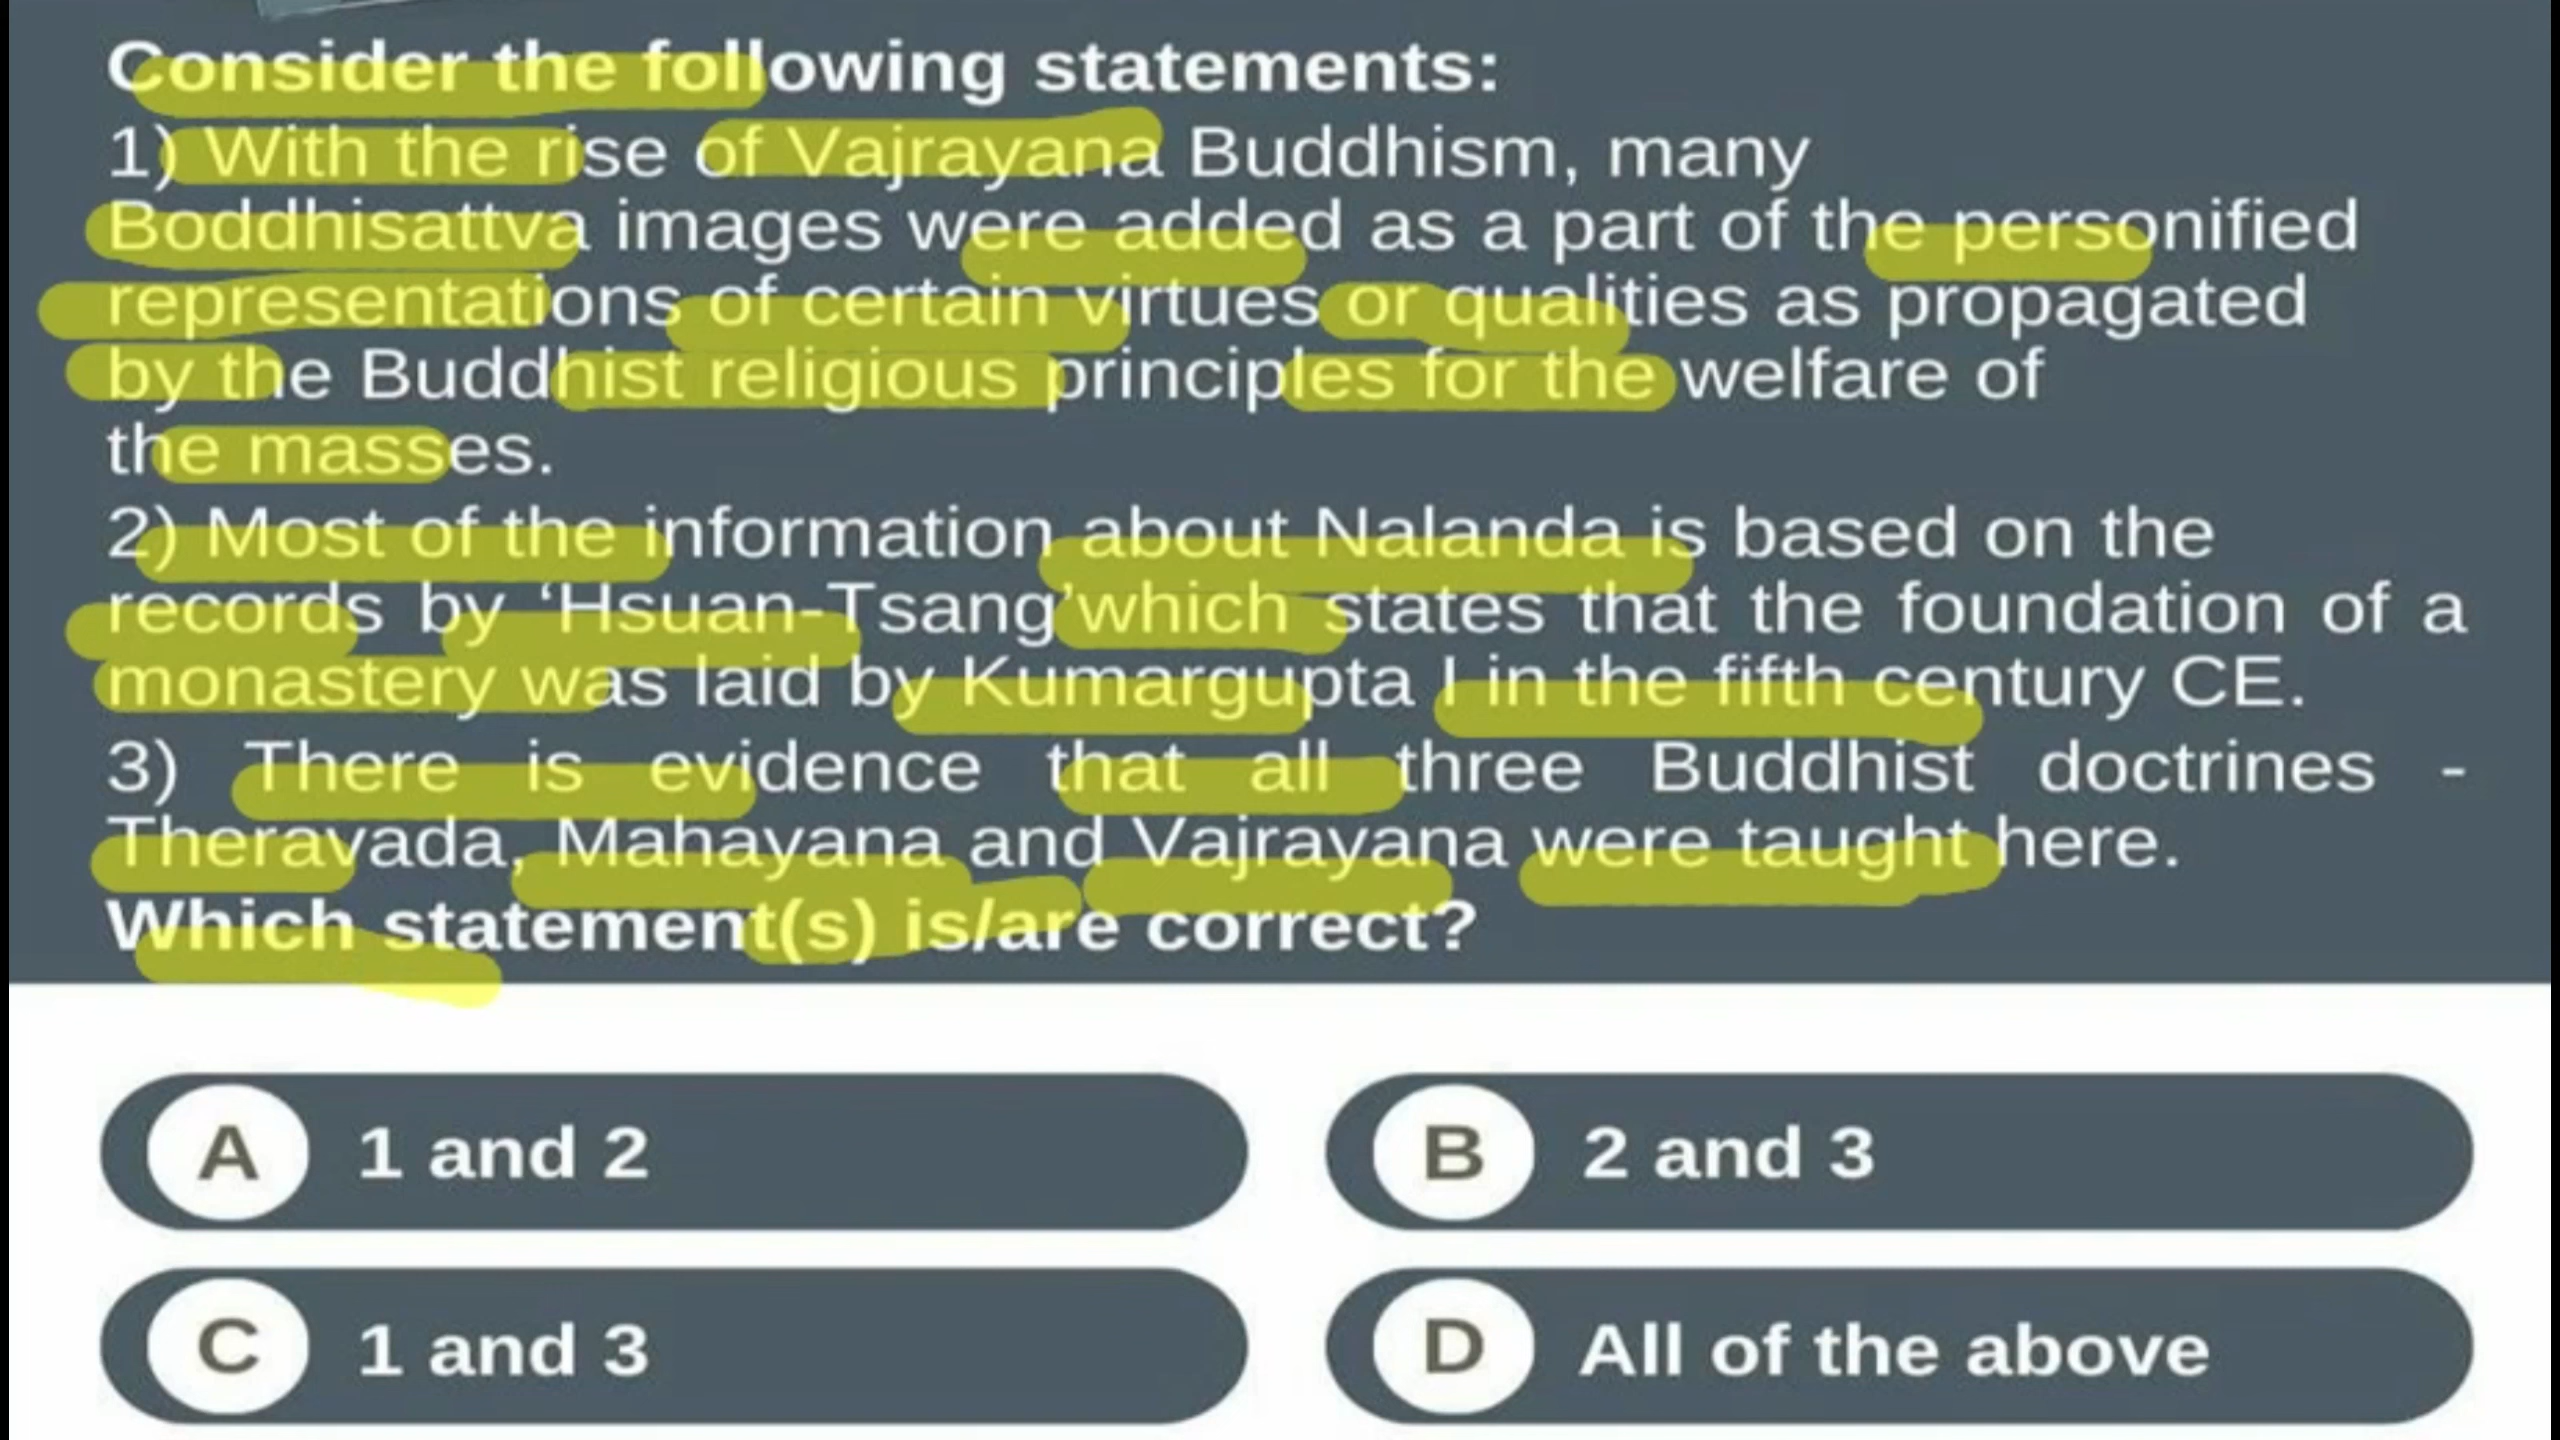 Consider the following statements:
1) With the rise of Vajrayana Buddhism, many
Boddhisattva images were added as a part of the personified
representations of certain virtues or qualities as propagated
by the Buddhist religious principles for the welfare of
the masses.
2) Most of the information about Nalanda is based on the
records by ‘Hsuan-Tsang’which states that the foundation of a
monastery was laid by Kumargupta I in the fifth century CE.
3) There is evidence that all three Buddhist doctrines -
Theravada, Mahayana and Vajrayana were taught here.
Which statement(s) is/are correct?
A 1 and 2
B 2 and 3
C 1 and 3
D All of the above